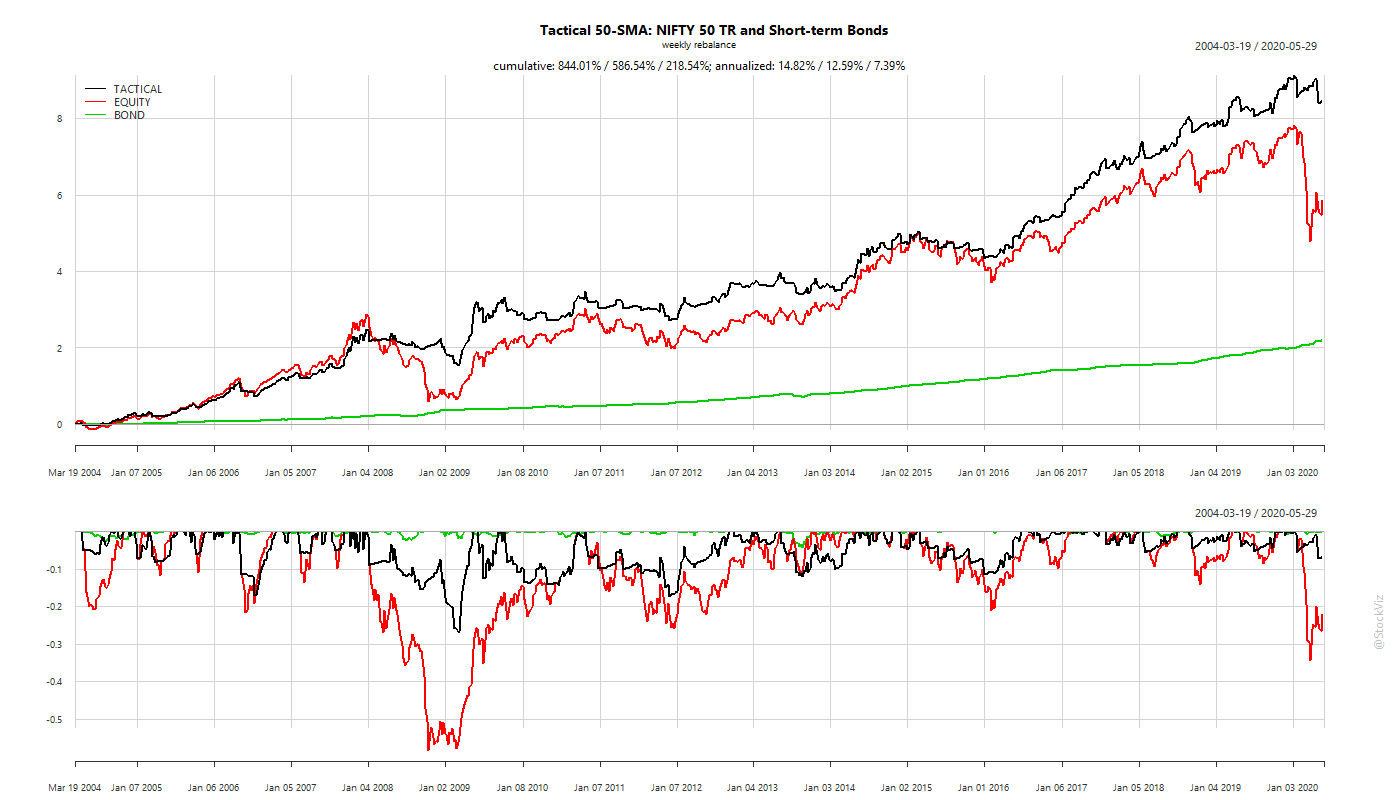 Tactical 50-SMA: NIFTY 50 TR and Short-term Bonds
weekly rebalance
2004-03-19 / 2020-05-29
cumulative: 844.01% / 586.54% / 218.54%; annualized: 14.82% / 12.59% / 7.39%
TACTICAL
EQUITY
BOND
8
6
4
2
0
Mar 19 2004 Jan 07 2005 Jan 06 2006 Jan 05 2007 Jan 04 2008 Jan 02 2009 Jan 08 2010 Jan 07 2011 Jan 07 2012 Jan 04 2013 Jan 03 2014 Jan 02 2015 Jan 01 2016 Jan 06 2017 Jan 05 2018 Jan 04 2019 Jan 03 2020
2004-03-19 / 2020-05-29
-0.1
-0.2
-0.3
-0.4
-0.5
Mar 19 2004 Jan 07 2005 Jan 06 2006 Jan 05 2007 Jan 04 2008 Jan 02 2009 Jan 08 2010 Jan 07 2011 Jan 07 2012 Jan 04 2013 Jan 03 2014 Jan 02 2015 Jan 01 2016 Jan 06 2017 Jan 05 2018 Jan 04 2019 Jan 03 2020
@StockViz